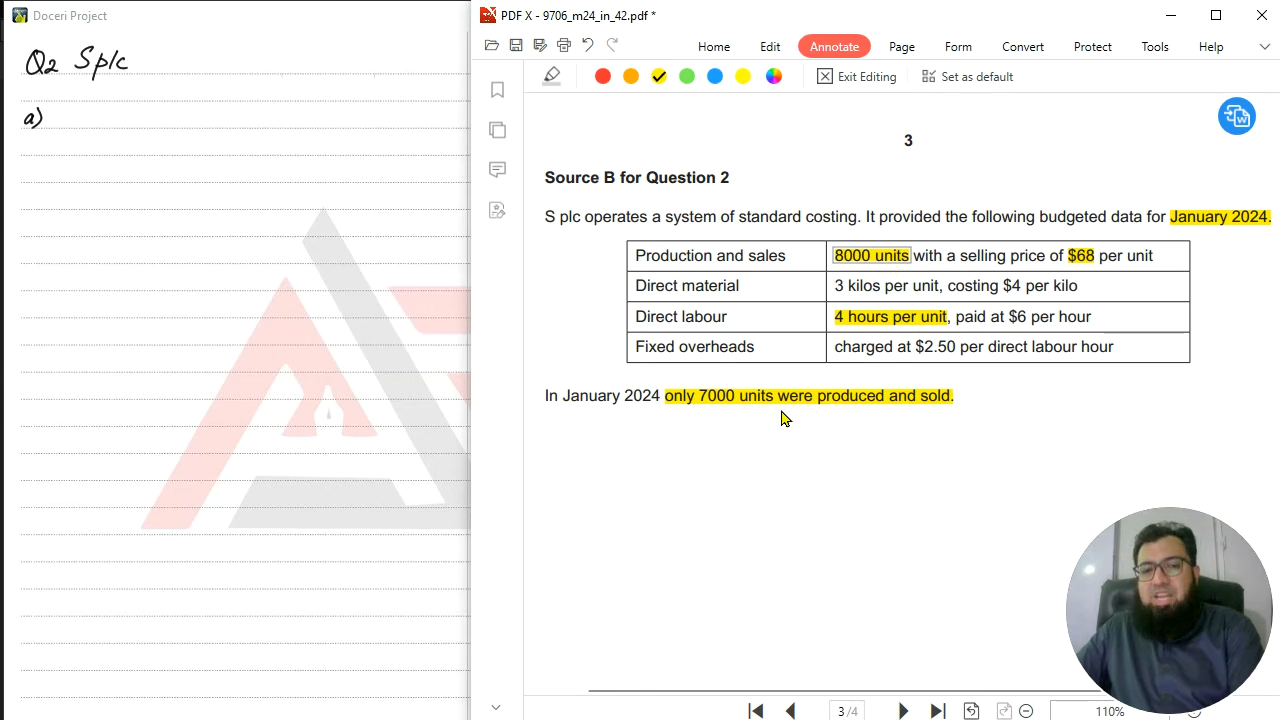 Doceri Project
Q2 S plc
a)
PDF X - 9706_m24_in_42.pdf *
Home Edit Annotate Page Form Convert Protect Tools Help
Exit Editing Set as default
3
Source B for Question 2
S plc operates a system of standard costing. It provided the following budgeted data for January 2024.
Production and sales 8000 units with a selling price of $68 per unit
Direct material 3 kilos per unit, costing $4 per kilo
Direct labour 4 hours per unit, paid at $6 per hour
Fixed overheads charged at $2.50 per direct labour hour
In January 2024 only 7000 units were produced and sold.
3 /4 110%